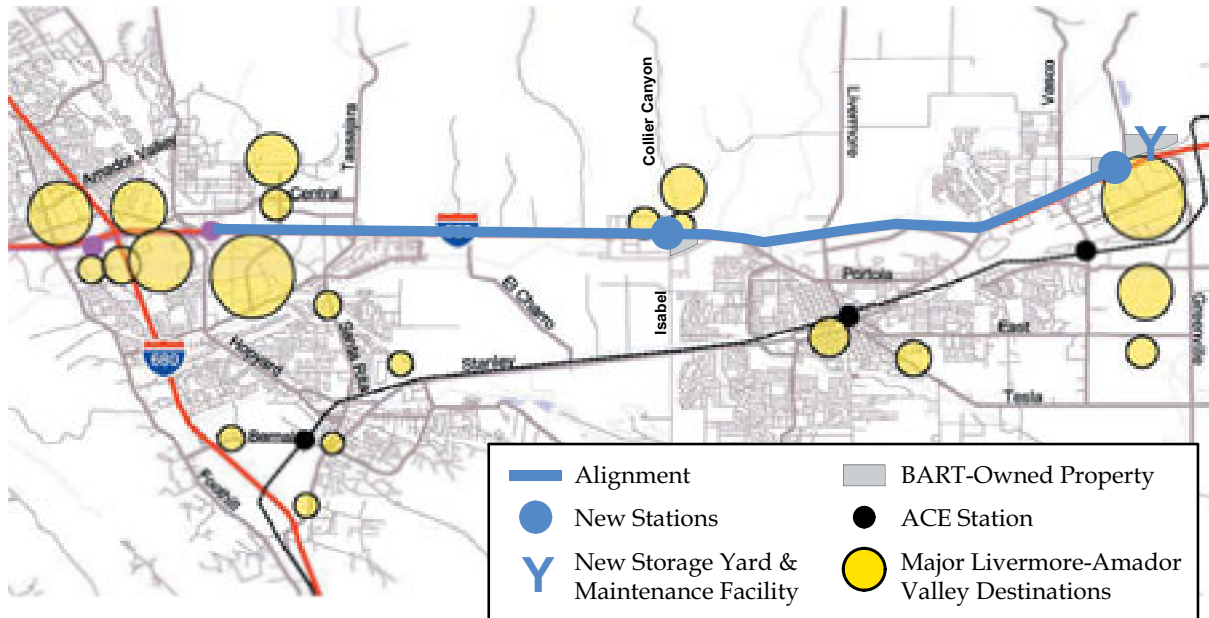 Collier Canyon
Livermore
Vasco
Tassajara
Amador Valley
Central
El Charro
Isabel
Portola
East
Greenville
Hopyard
Santa Rita
Stanley
680
Tesla
Foothill
Alignment
BART-Owned Property
New Stations
ACE Station
Y
New Storage Yard &
Maintenance Facility
Major Livermore-Amador
Valley Destinations
Y